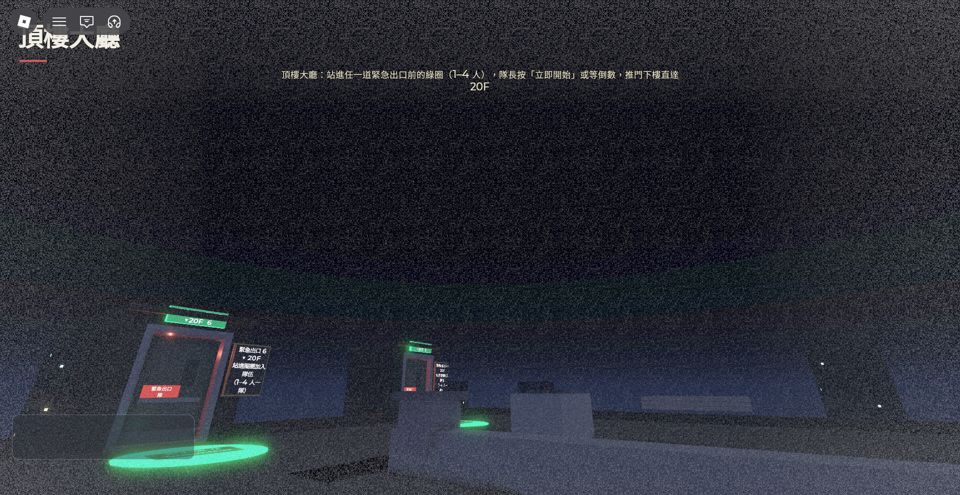 頂樓大廳
頂樓大廳：站進任一道緊急出口前的綠圈（1–4 人），隊長按「立即開始」或等倒數，推門下樓直達
20F
20F 6
緊急出口 6
20F
站進綠圈加入
隊伍
（1–4 人一
隊）
緊急出口